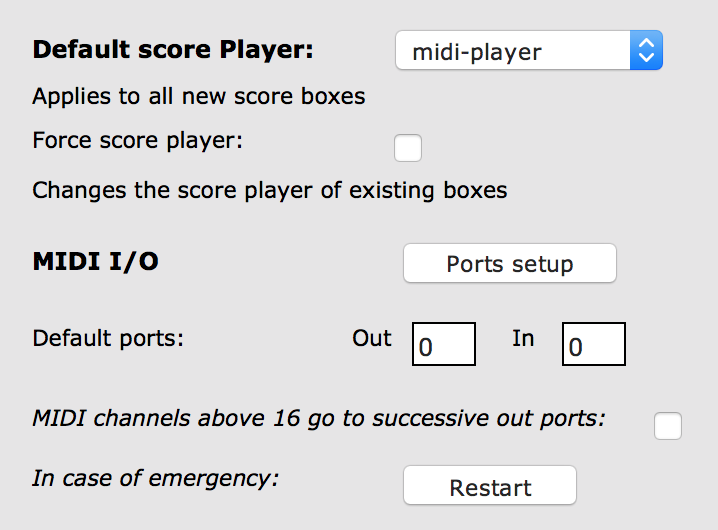 Default score Player: midi-player
Applies to all new score boxes
Force score player:
Changes the score player of existing boxes
MIDI I/O Ports setup
Default ports: Out 0 In 0
MIDI channels above 16 go to successive out ports:
In case of emergency: Restart